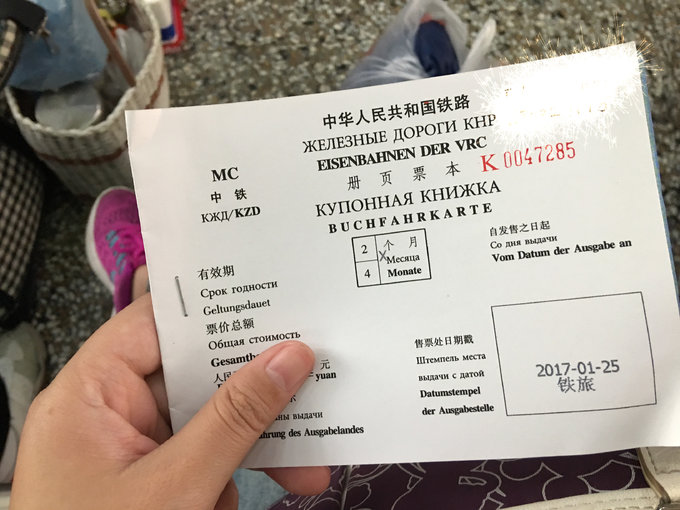 中华人民共和国铁路
ЖЕЛЕЗНЫЕ ДОРОГИ КНР
EISENBAHNEN DER VRC
MC
中 铁
КЖД/KZD
册 页 票 本
K 0047285
КУПОННАЯ КНИЖКА
BUCHFAHRKARTE
2 个 月
X Месяца
4 Monate
自发售之日起
Со дня выдачи
Vom Datum der Ausgabe an
有效期
Срок годности
Geltungsdauet
票价总额
Общая стоимость
yuan
元
выдачи
des Ausgabelandes
售票处日期戳
Штемпель места
выдачи с датой
Datumstempel
der Ausgabestelle
2017-01-25
铁旅